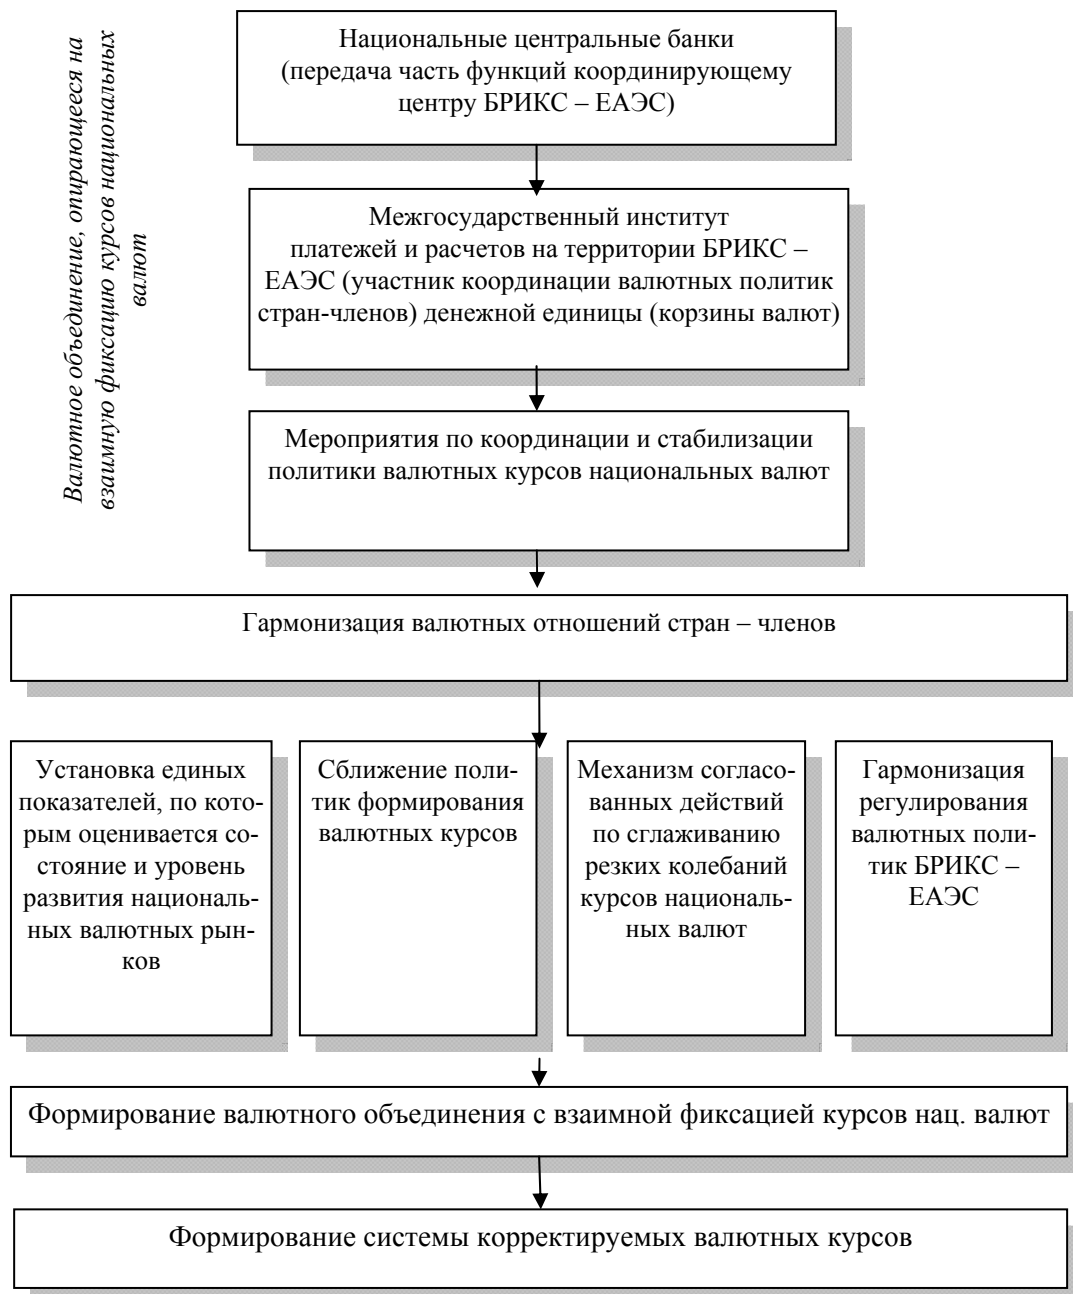 Валютное объединение, опирающееся на
взаимную фиксацию курсов национальных
валют
Национальные центральные банки
(передача часть функций координирующему
центру БРИКС – ЕАЭС)
Межгосударственный институт
платежей и расчетов на территории БРИКС –
ЕАЭС (участник координации валютных политик
стран-членов) денежной единицы (корзины валют)
Мероприятия по координации и стабилизации
политики валютных курсов национальных валют
Гармонизация валютных отношений стран – членов
Установка единых
показателей, по кото-
рым оценивается со-
стояние и уровень
развития националь-
ных валютных рын-
ков
Сближение поли-
тик формирования
валютных курсов
Механизм согласо-
ванных действий
по сглаживанию
резких колебаний
курсов националь-
ных валют
Гармонизация
регулирования
валютных поли-
тик БРИКС –
ЕАЭС
Формирование валютного объединения с взаимной фиксацией курсов нац. валют
Формирование системы корректируемых валютных курсов